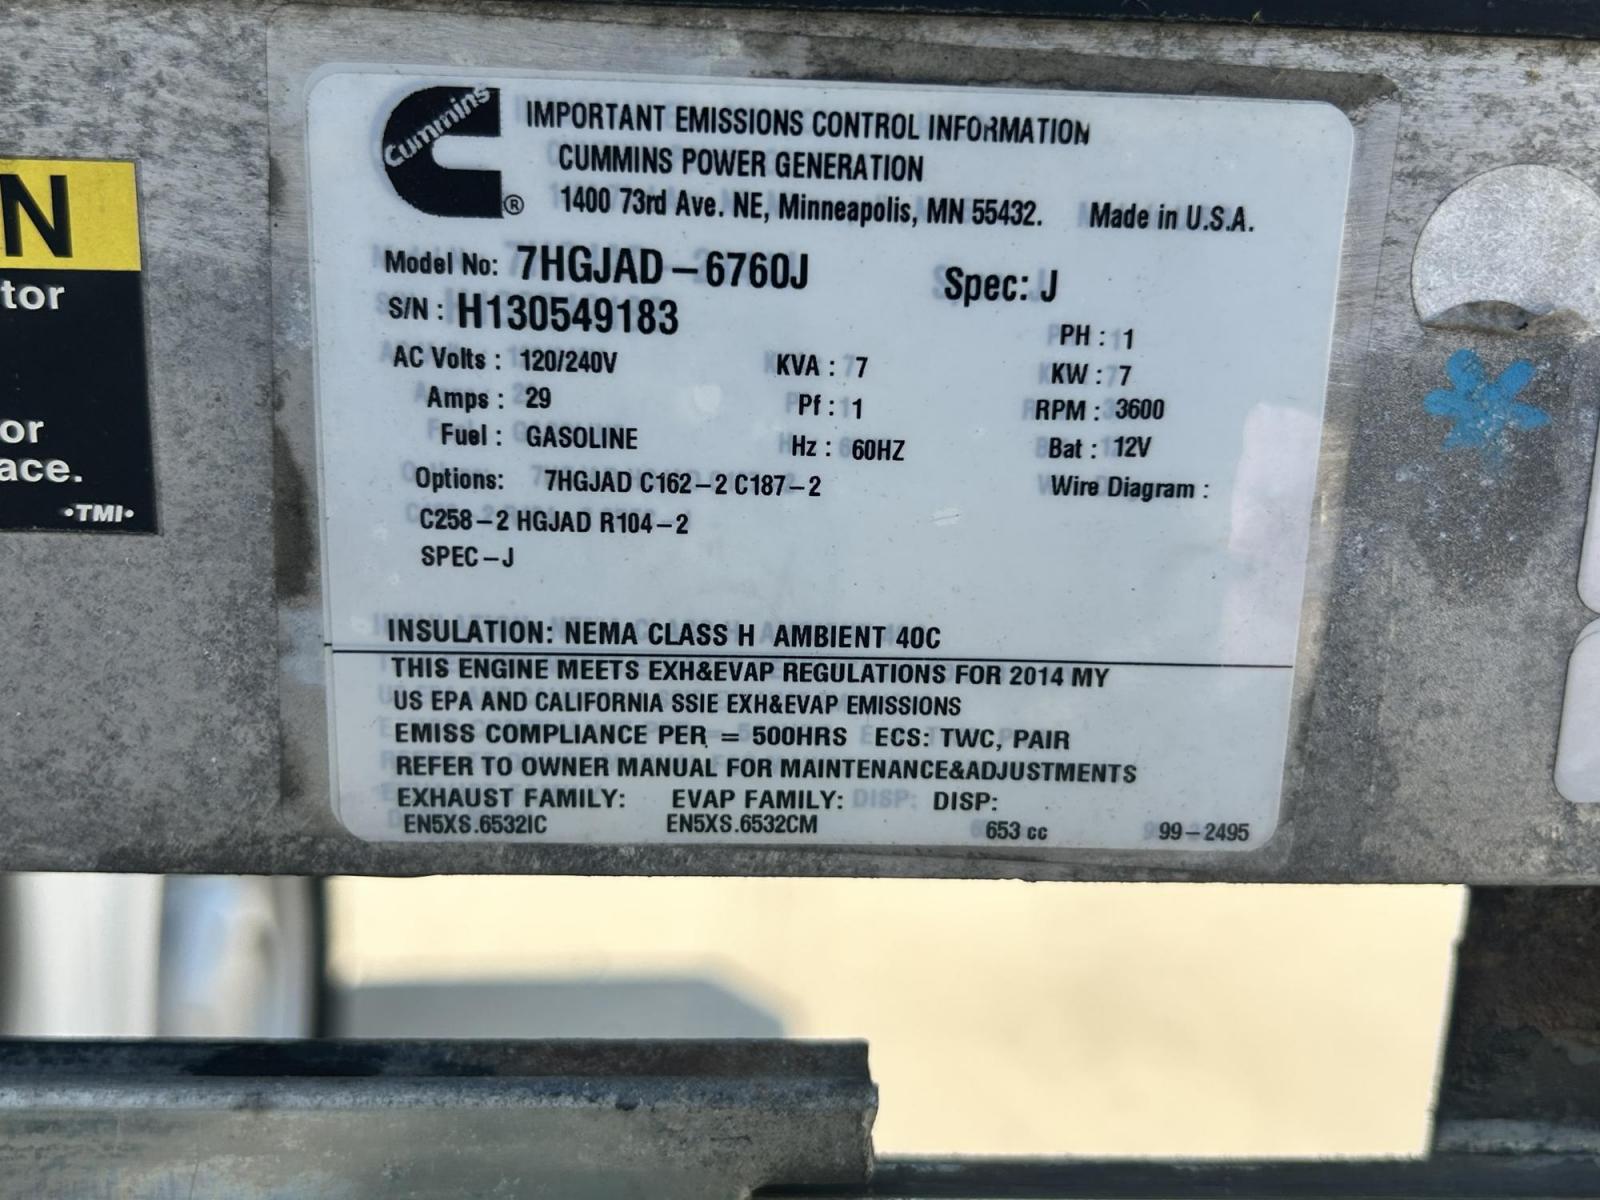 N
tor
or
ace.
•TMI•
Cummins
®
IMPORTANT EMISSIONS CONTROL INFORMATION
CUMMINS POWER GENERATION
1400 73rd Ave. NE, Minneapolis, MN 55432. Made in U.S.A.
Model No: 7HGJAD-6760J Spec: J
S/N : H130549183 PH : 1
AC Volts : 120/240V KVA : 7 KW : 7
Amps : 29 Pf : 1 RPM : 3600
Fuel : GASOLINE Hz : 60HZ Bat : 12V
Options: 7HGJAD C162-2 C187-2 Wire Diagram :
C258-2 HGJAD R104-2
SPEC-J
INSULATION: NEMA CLASS H AMBIENT 40C
THIS ENGINE MEETS EXH&EVAP REGULATIONS FOR 2014 MY
US EPA AND CALIFORNIA SSIE EXH&EVAP EMISSIONS
EMISS COMPLIANCE PER = 500HRS ECS: TWC, PAIR
REFER TO OWNER MANUAL FOR MAINTENANCE&ADJUSTMENTS
EXHAUST FAMILY: EVAP FAMILY: DISP:
EN5XS.6532IC EN5XS.6532CM 653 cc 99-2495